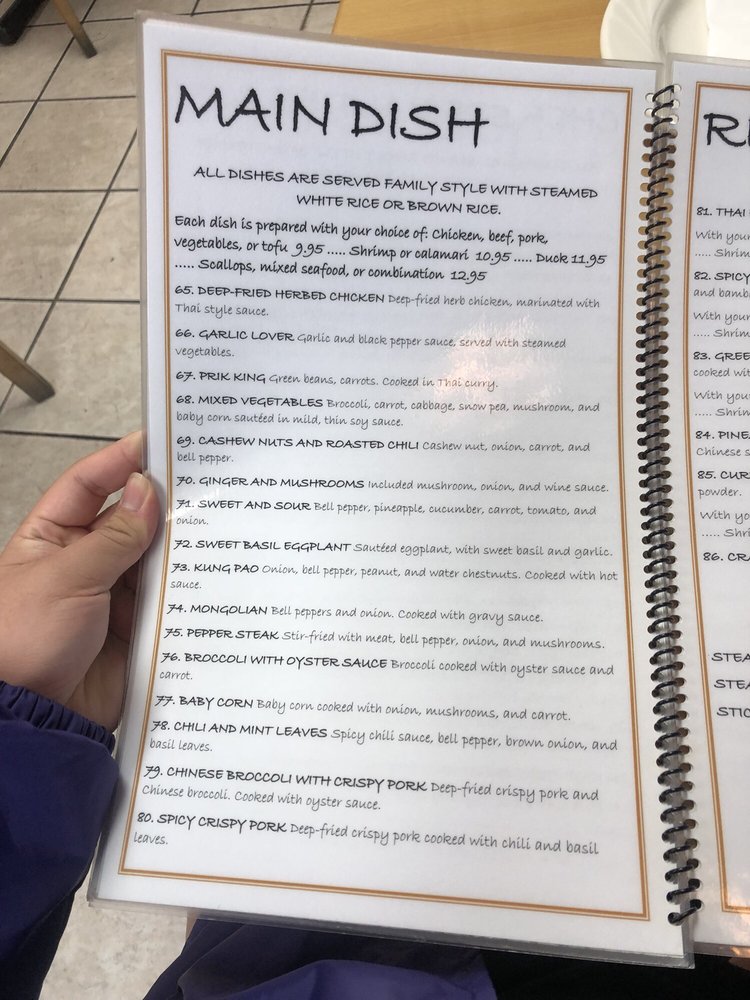 MAIN DISH
ALL DISHES ARE SERVED FAMILY STYLE WITH STEAMED
WHITE RICE OR BROWN RICE.
Each dish is prepared with your choice of: Chicken, beef, pork,
vegetables, or tofu 9.95 ..... Shrimp or calamari 10.95 ..... Duck 11.95
..... Scallops, mixed seafood, or combination 12.95
65. DEEP-FRIED HERBED CHICKEN Deep-fried herb chicken, marinated with
Thai style sauce.
66. GARLIC LOVER Garlic and black pepper sauce, served with steamed
vegetables.
67. PRIK KING Green beans, carrots. Cooked in Thai curry.
68. MIXED VEGETABLES Broccoli, carrot, cabbage, snow pea, mushroom, and
baby corn sautéed in mild, thin soy sauce.
69. CASHEW NUTS AND ROASTED CHILI Cashew nut, onion, carrot, and
bell pepper.
70. GINGER AND MUSHROOMS Included mushroom, onion, and wine sauce.
71. SWEET AND SOUR Bell pepper, pineapple, cucumber, carrot, tomato, and
onion.
72. SWEET BASIL EGGPLANT Sautéed eggplant, with sweet basil and garlic.
73. KUNG PAO Onion, bell pepper, peanut, and water chestnuts. Cooked with hot
sauce.
74. MONGOLIAN Bell peppers and onion. Cooked with gravy sauce.
75. PEPPER STEAK Stir-fried with meat, bell pepper, onion, and mushrooms.
76. BROCCOLI WITH OYSTER SAUCE Broccoli cooked with oyster sauce and
carrot.
77. BABY CORN Baby corn cooked with onion, mushrooms, and carrot.
78. CHILI AND MINT LEAVES Spicy chili sauce, bell pepper, brown onion, and
basil leaves.
79. CHINESE BROCCOLI WITH CRISPY PORK Deep-fried crispy pork and
Chinese broccoli. Cooked with oyster sauce.
80. SPICY CRISPY PORK Deep-fried crispy pork cooked with chili and basil
leaves.
81. THAI
With your
..... Shrim
82. SPICY
and bamb
With your
..... Shrim
83. GREE
cooked wit
With your
..... Shrim
84. PINE
Chinese s
85. CUR
powder.
With yo
..... Shri
86. CR
STEA
STEA
STIC